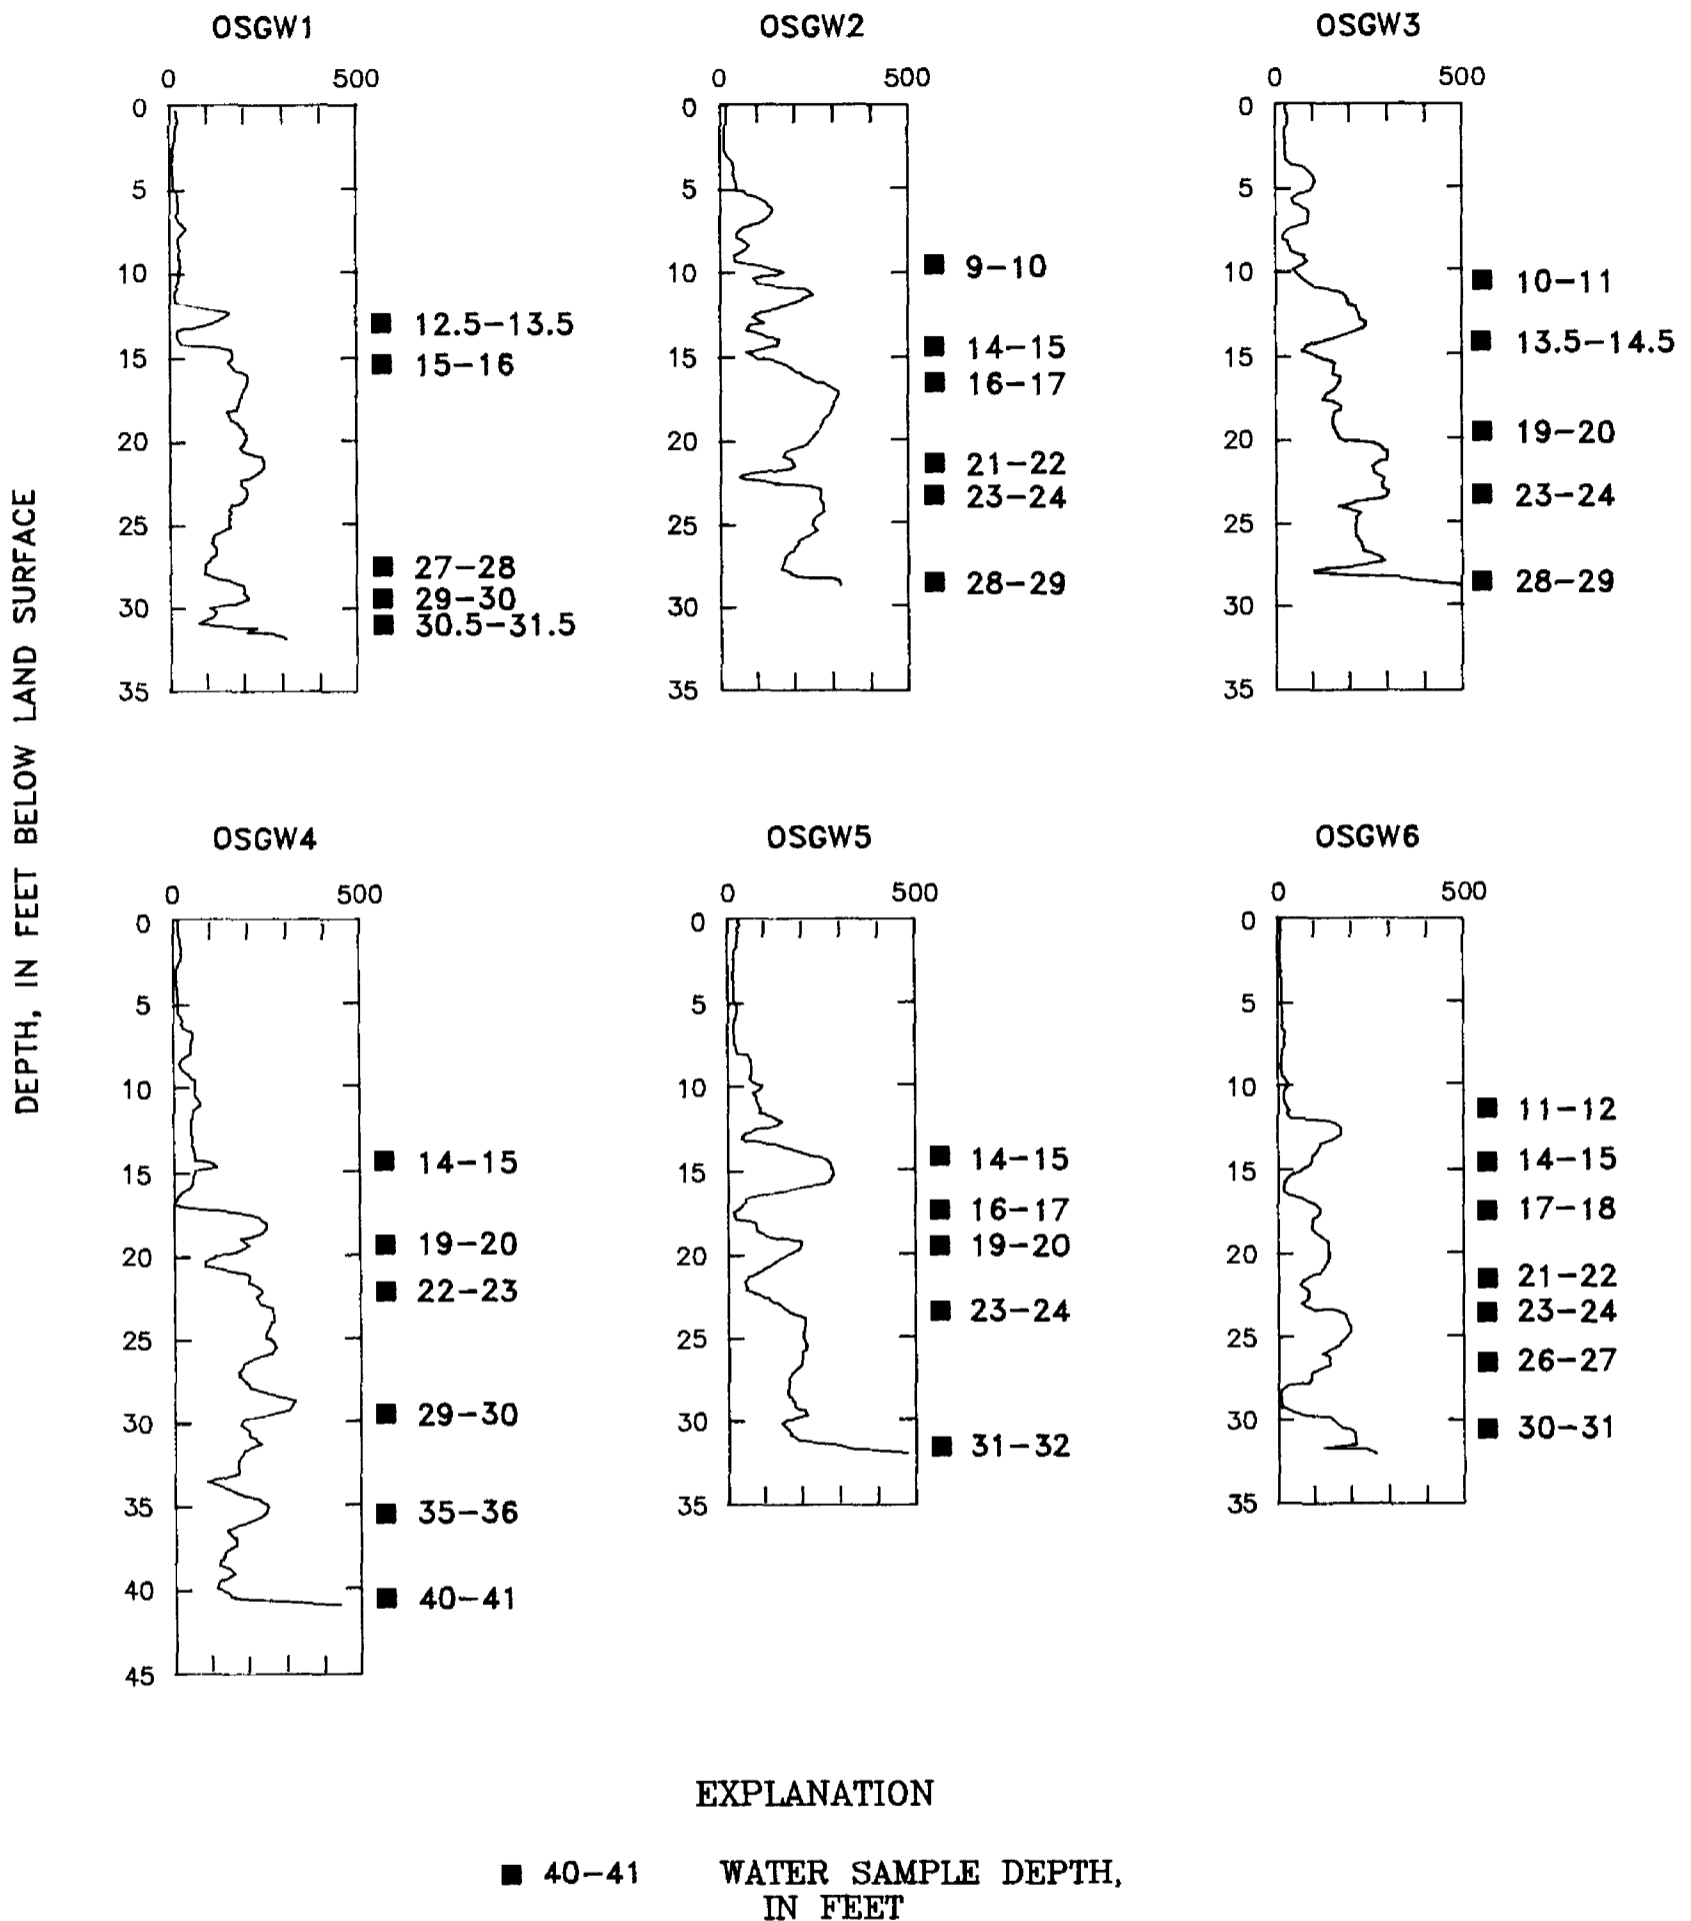 OSGW1 OSGW2 OSGW3
0 500 0 500 0 500
0 0 0
5 5 5
10 9-10 10 10-11
10
12.5-13.5 14-15 13.5-14.5
15 15-16 15 16-17 15
20 20 19-20 20
21-22
23-24 23-24
25 25 25
27-28 28-29 28-29
29-30
30 30.5-31.5 30 30
35 35 35
DEPTH, IN FEET BELOW LAND SURFACE
OSGW4 OSGW5 OSGW6
0 500 0 500 0 500
0 0 0
5 5 5
10 10 10
11-12
15 14-15 15 14-15 15 14-15
16-17 17-18
20 19-20 20 19-20 20
22-23 21-22
23-24 23-24
25 25 25
26-27
30 29-30 30 30 30-31
31-32
35 35-36 35 35
40 40-41
45
EXPLANATION
40-41 WATER SAMPLE DEPTH,
IN FEET